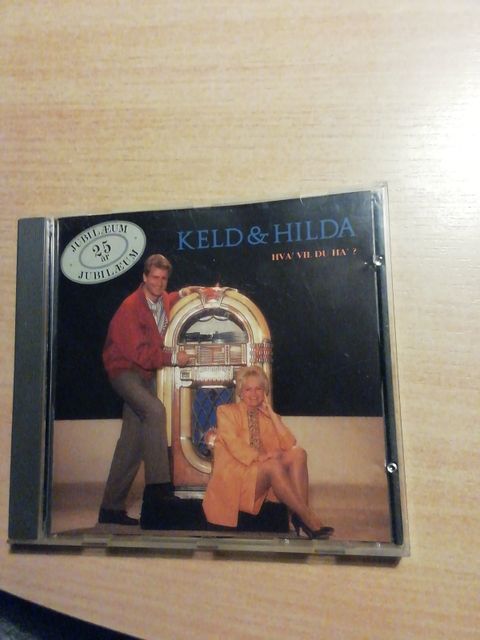 JUBILÆUM
25
år
JUBILÆUM
KELD & HILDA
HVA' VIL DU HA' ?